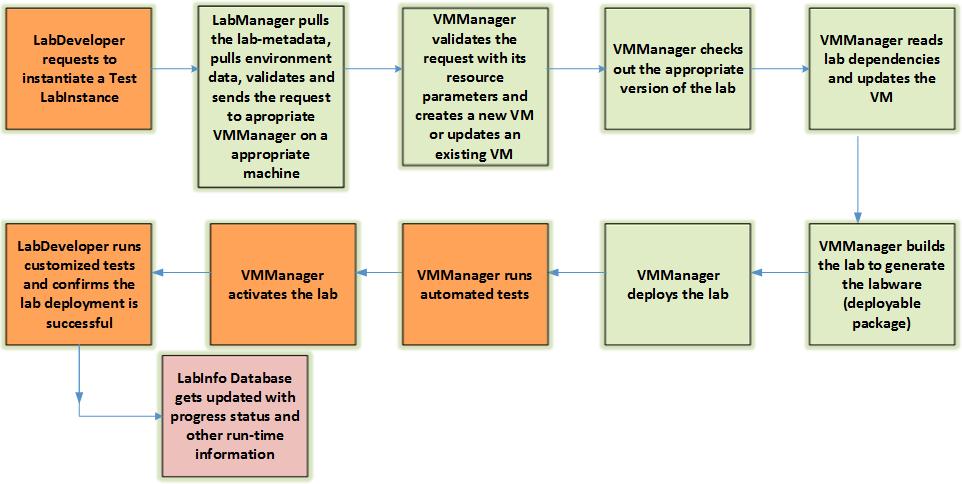 LabDeveloper
requests to
instantiate a Test
LabInstance
LabManager pulls
the lab-metadata,
pulls environment
data, validates and
sends the request
to apropriate
VMManager on a
appropriate
machine
VMManager
validates the
request with its
resource
parameters and
creates a new VM
or updates an
existing VM
VMManager checks
out the appropriate
version of the lab
VMManager reads
lab dependencies
and updates the
VM
VMManager builds
the lab to generate
the labware
(deployable
package)
VMManager
deploys the lab
VMManager runs
automated tests
VMManager
activates the lab
LabDeveloper runs
customized tests
and confirms the
lab deployment is
successful
LabInfo Database
gets updated with
progress status and
other run-time
information